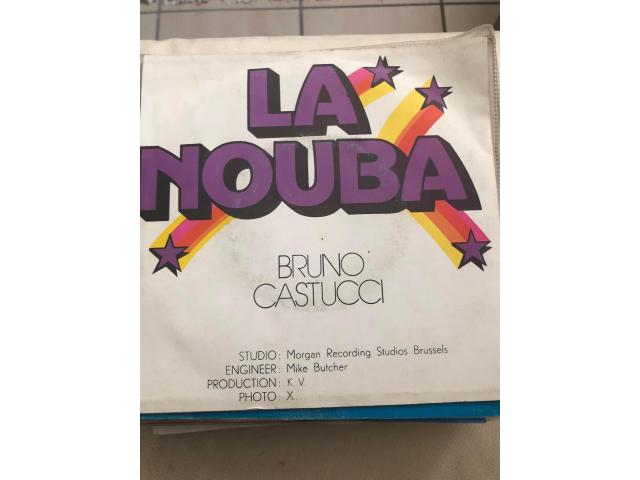 LA
NOUBA
BRUNO
CASTUCCI
STUDIO: Morgan Recording Studios Brussels
ENGINEER: Mike Butcher
PRODUCTION: K. V.
PHOTO: X...